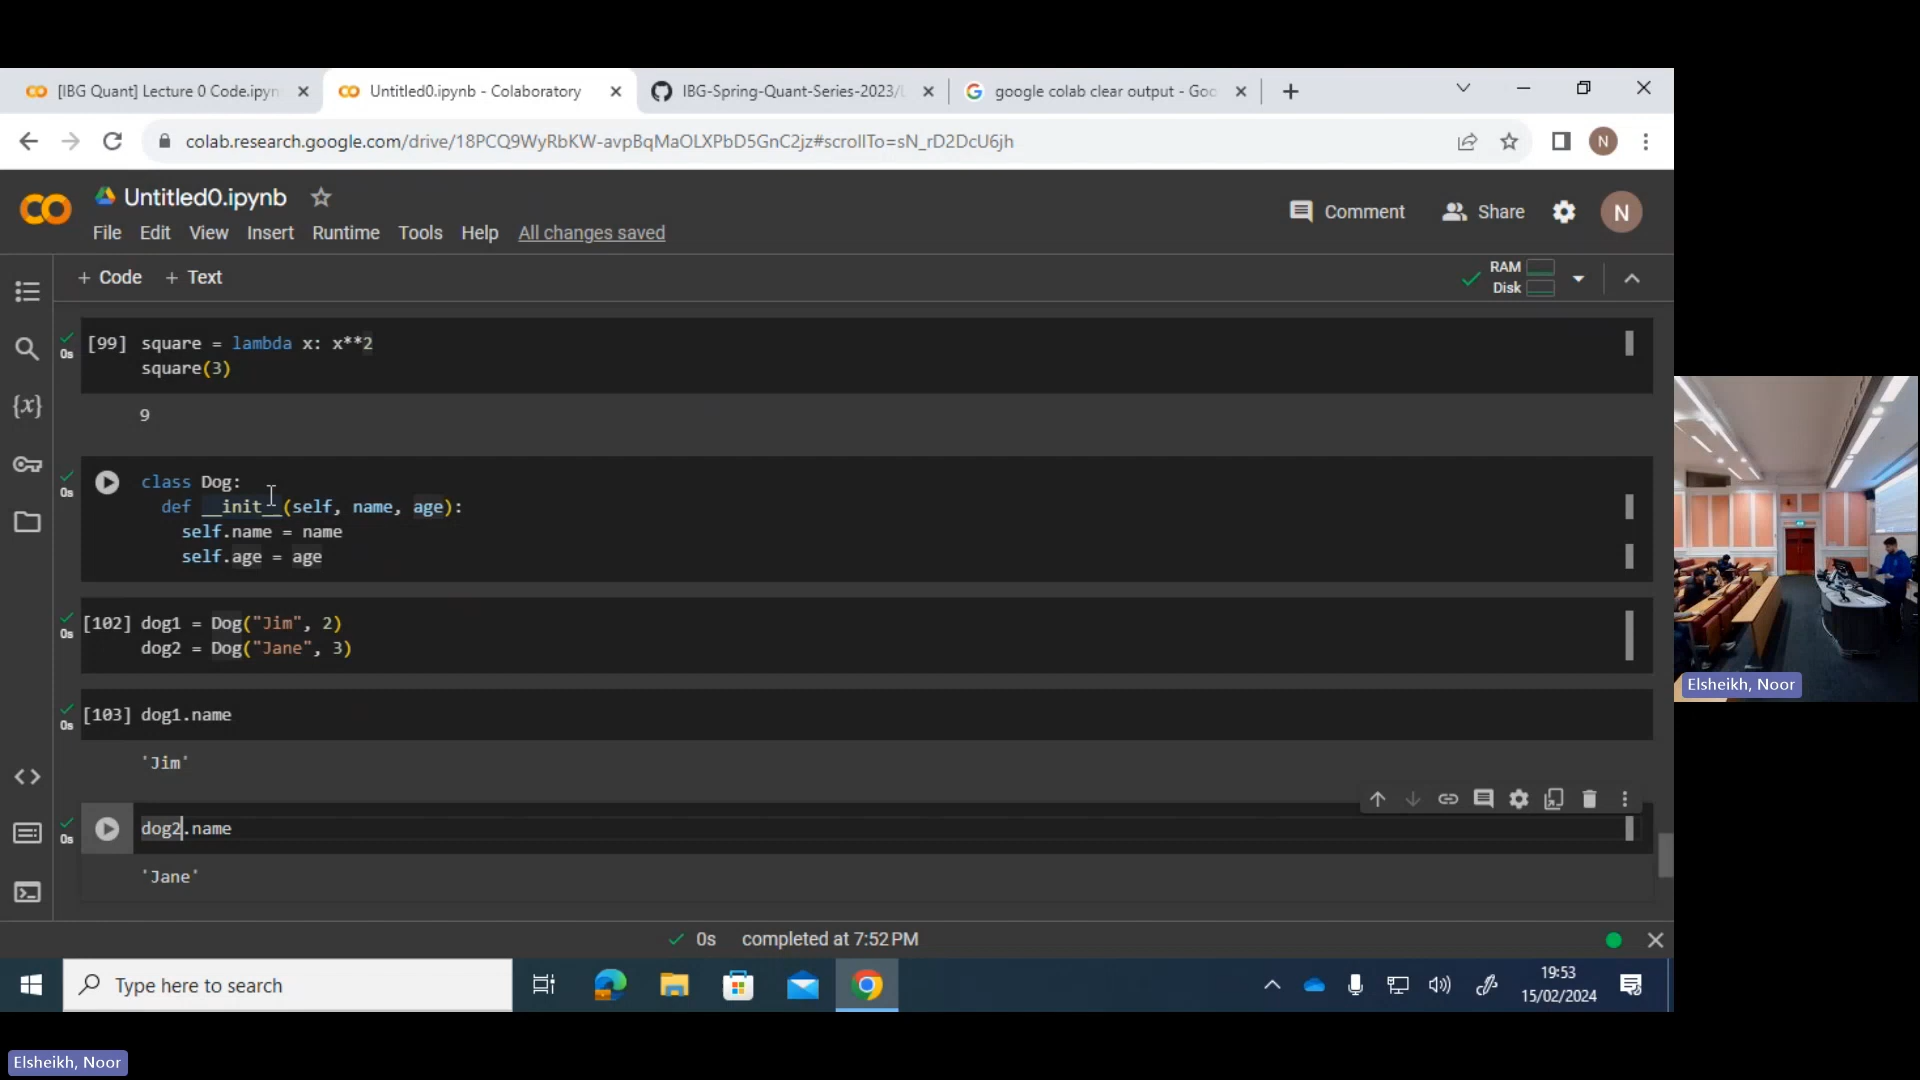 [IBG Quant] Lecture 0 Code.ipyn
Untitled0.ipynb - Colaboratory
IBG-Spring-Quant-Series-2023/L
google colab clear output - Goo
colab.research.google.com/drive/18PCQ9WyRbKW-avpBqMaOLXPbD5GnC2jz#scrollTo=sN_rD2DcU6jh
N
Untitled0.ipynb
Comment
Share
N
File Edit View Insert Runtime Tools Help All changes saved
+ Code + Text
RAM
Disk
[99] square = lambda x: x**2
0s
square(3)
9
class Dog:
0s
def __init__(self, name, age):
self.name = name
self.age = age
[102] dog1 = Dog("Jim", 2)
0s
dog2 = Dog("Jane", 3)
[103] dog1.name
0s
'Jim'
dog2.name
0s
'Jane'
{x}
0s completed at 7:52 PM
Type here to search
19:53
15/02/2024
Elsheikh, Noor
Elsheikh, Noor